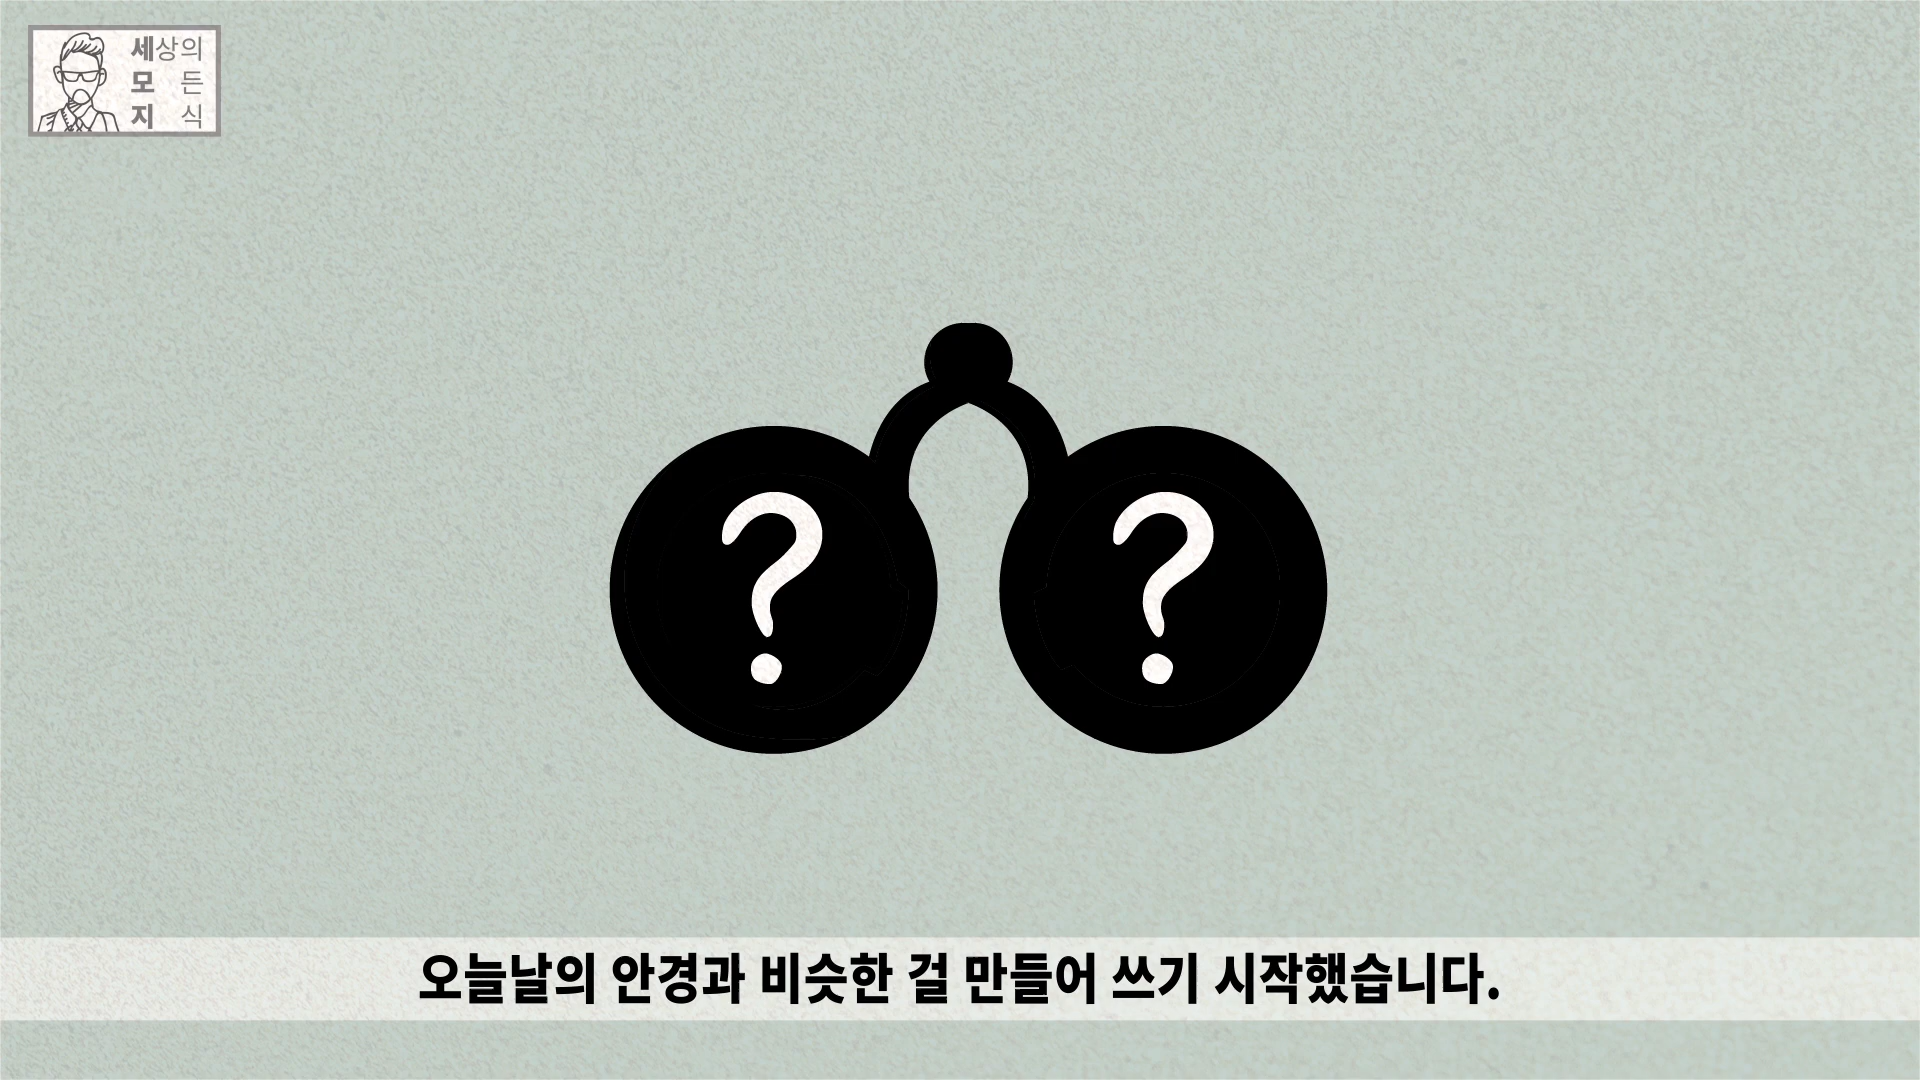 세상의
모든
지식
? ?
오늘날의 안경과 비슷한 걸 만들어 쓰기 시작했습니다.